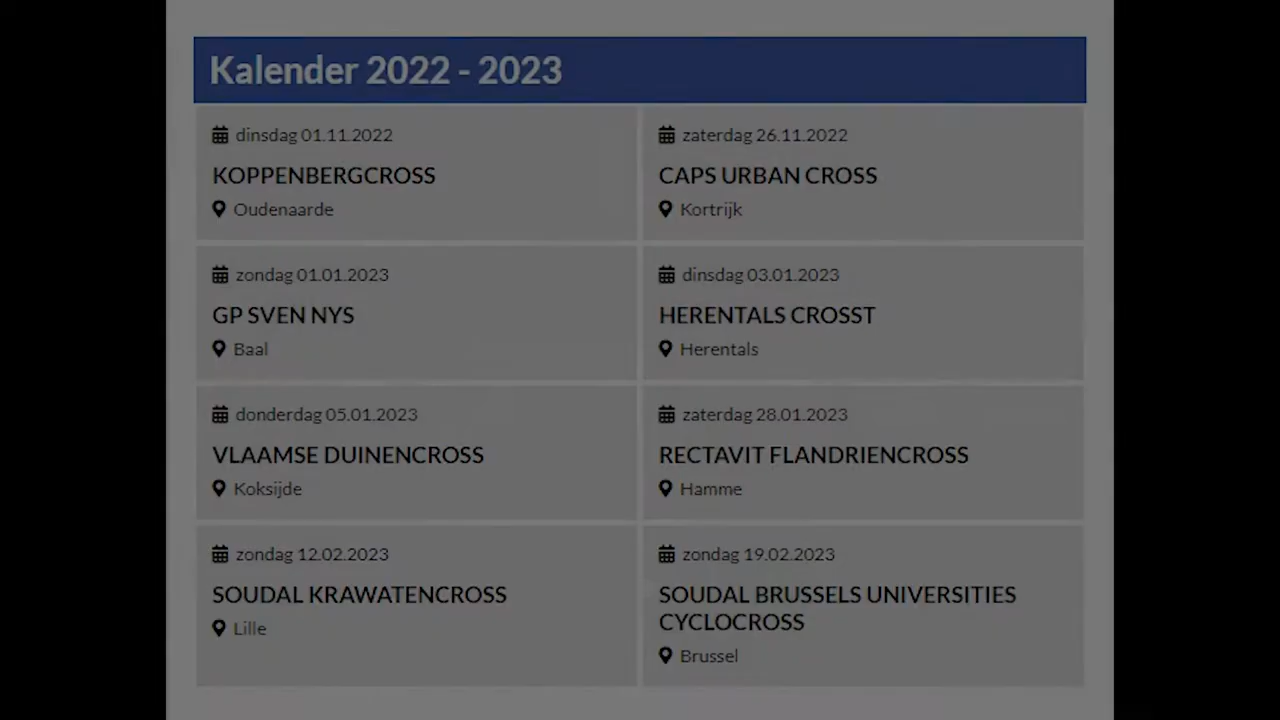 Kalender 2022 - 2023
dinsdag 01.11.2022
KOPPENBERGCROSS
Oudenaarde
zaterdag 26.11.2022
CAPS URBAN CROSS
Kortrijk
zondag 01.01.2023
GP SVEN NYS
Baal
dinsdag 03.01.2023
HERENTALS CROSST
Herentals
donderdag 05.01.2023
VLAAMSE DUINENCROSS
Koksijde
zaterdag 28.01.2023
RECTAVIT FLANDRIENCROSS
Hamme
zondag 12.02.2023
SOUDAL KRAWATENCROSS
Lille
zondag 19.02.2023
SOUDAL BRUSSELS UNIVERSITIES
CYCLOCROSS
Brussel